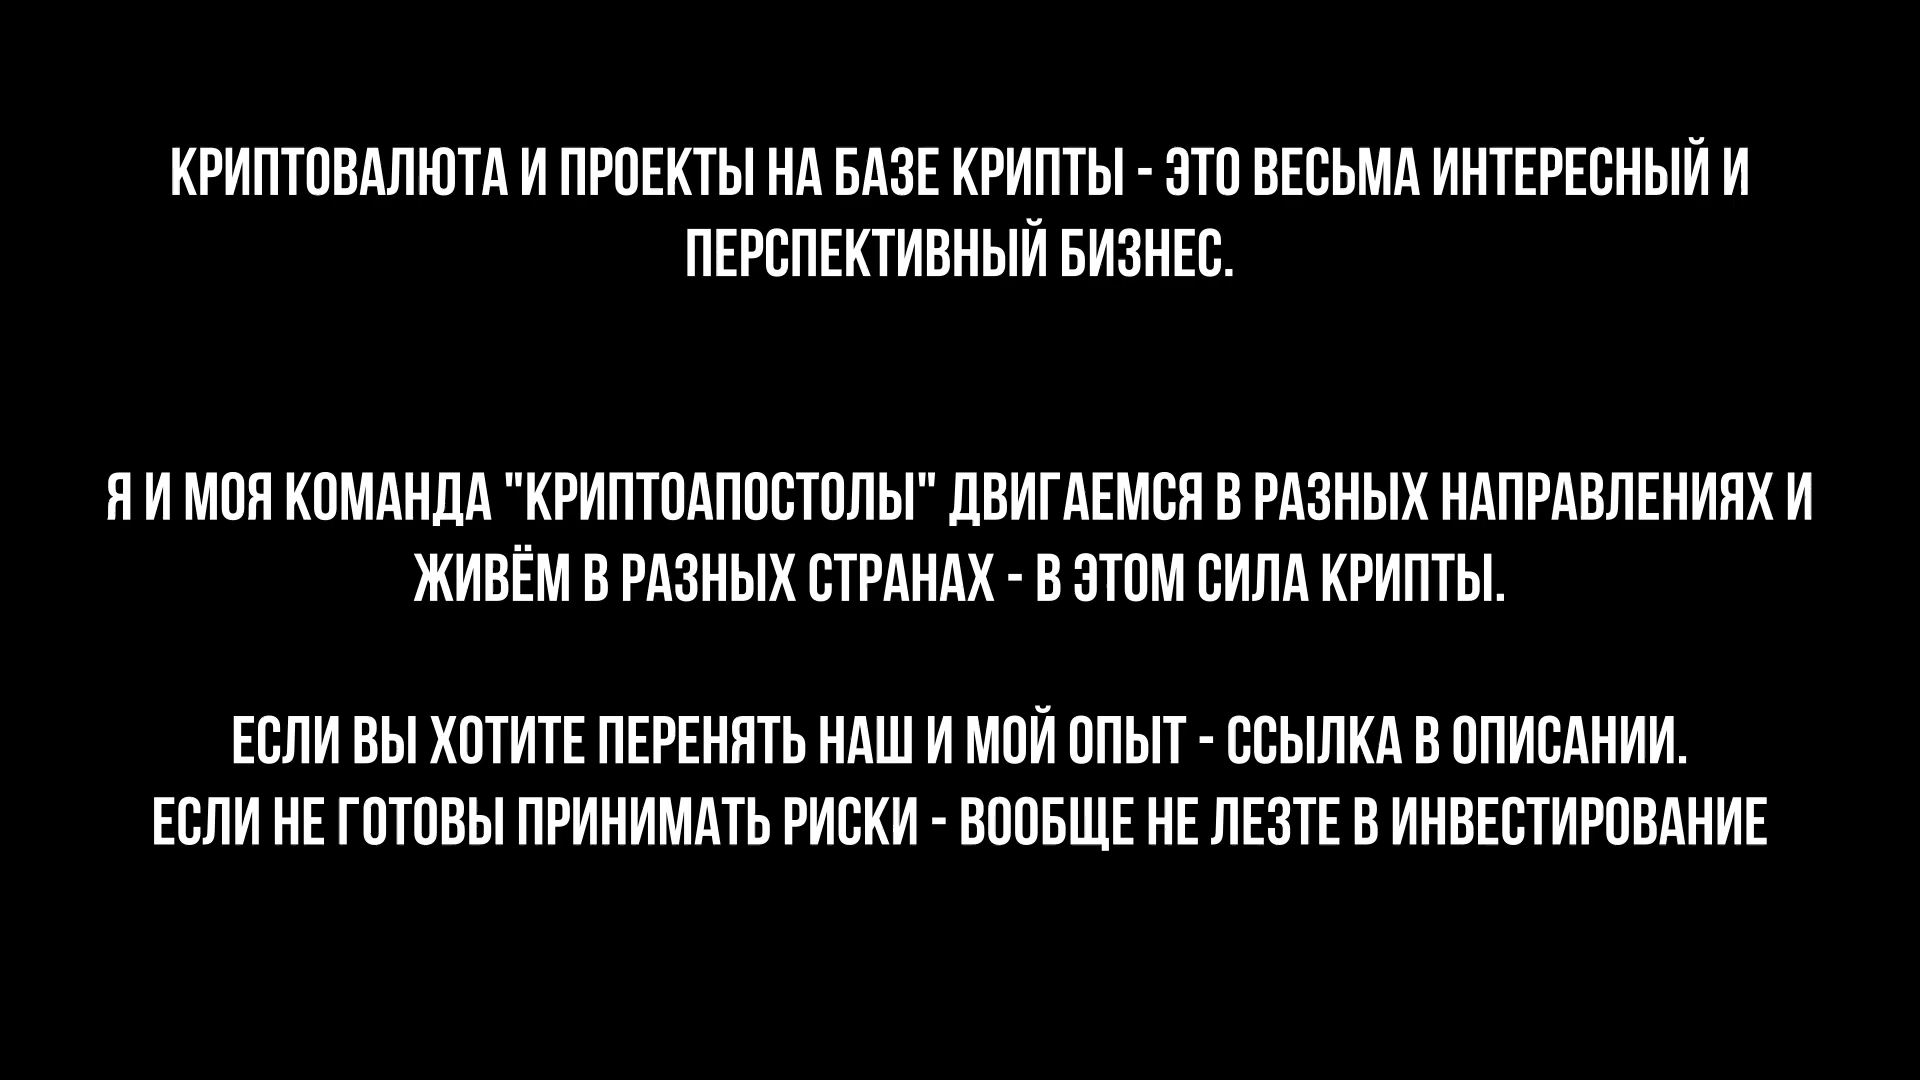 КРИПТОВАЛЮТА И ПРОЕКТЫ НА БАЗЕ КРИПТЫ - ЭТО ВЕСЬМА ИНТЕРЕСНЫЙ И
ПЕРСПЕКТИВНЫЙ БИЗНЕС.
Я И МОЯ КОМАНДА "КРИПТОАПОСТОЛЫ" ДВИГАЕМСЯ В РАЗНЫХ НАПРАВЛЕНИЯХ И
ЖИВЁМ В РАЗНЫХ СТРАНАХ - В ЭТОМ СИЛА КРИПТЫ.
ЕСЛИ ВЫ ХОТИТЕ ПЕРЕНЯТЬ НАШ И МОЙ ОПЫТ - ССЫЛКА В ОПИСАНИИ.
ЕСЛИ НЕ ГОТОВЫ ПРИНИМАТЬ РИСКИ - ВООБЩЕ НЕ ЛЕЗТЕ В ИНВЕСТИРОВАНИЕ